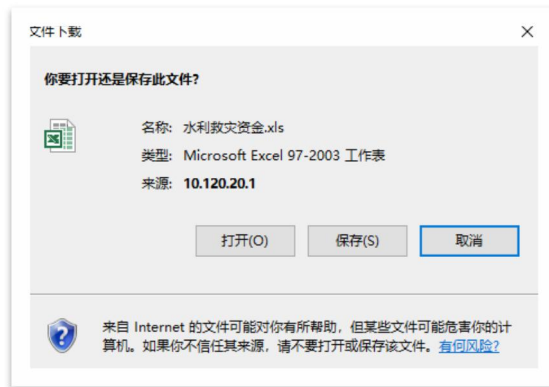 文件下载
你要打开还是保存此文件?
名称: 水利救灾资金.xls
类型: Microsoft Excel 97-2003 工作表
来源: 10.120.20.1
打开(O) 保存(S) 取消
来自 Internet 的文件可能对你有所帮助，但某些文件可能危害你的计
算机。如果你不信任其来源，请不要打开或保存该文件。有何风险?